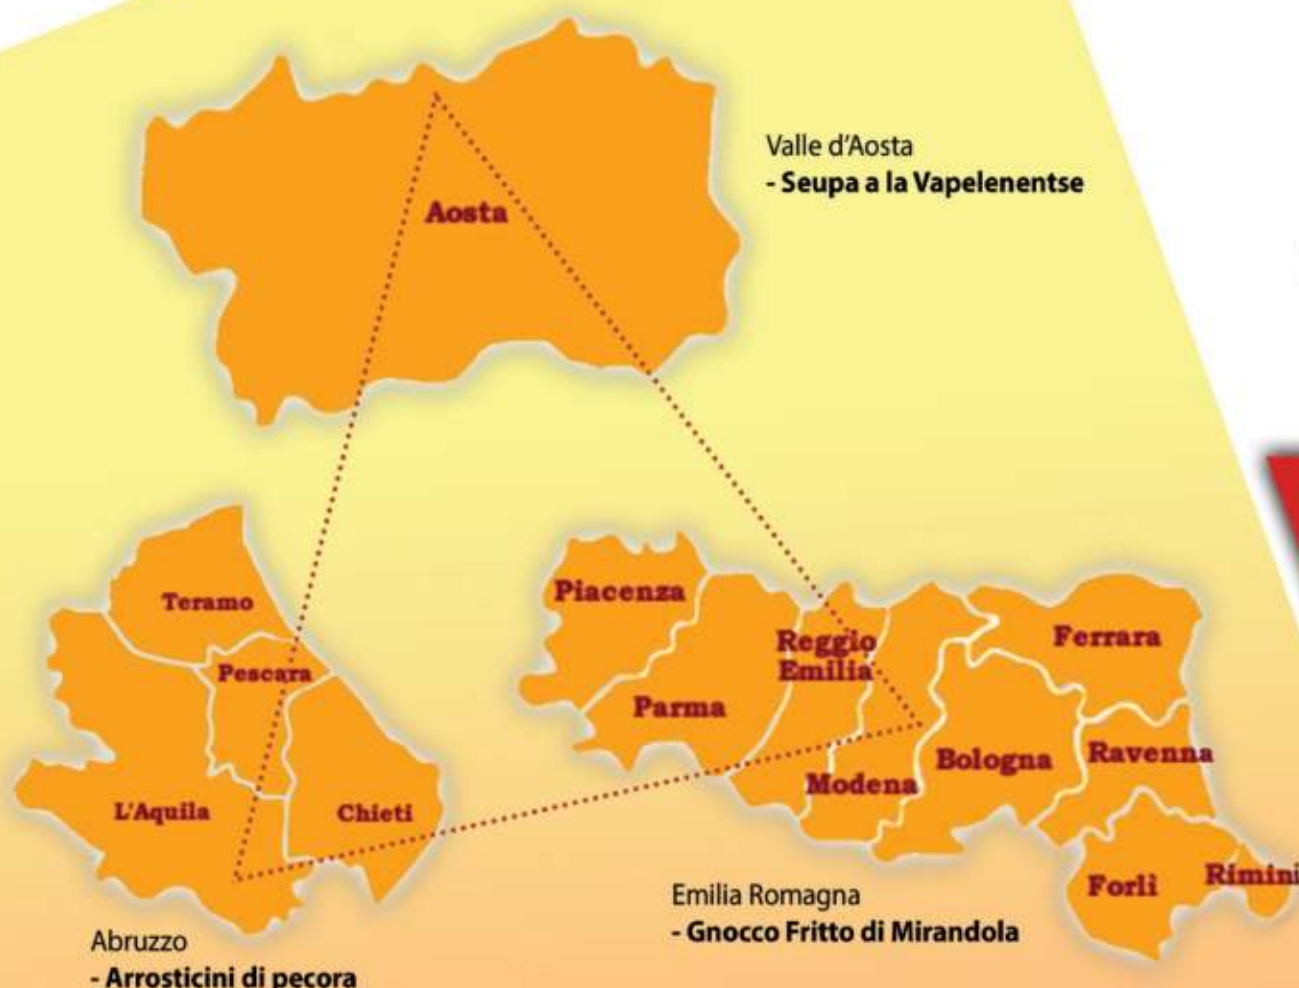 Valle d'Aosta
- Seupa a la Vapelenentse
Aosta
Teramo
Pescara
L'Aquila
Chieti
Piacenza
Parma
Reggio
Emilia
Modena
Bologna
Ferrara
Ravenna
Forlì
Rimini
Emilia Romagna
- Gnocco Fritto di Mirandola
Abruzzo
- Arrosticini di pecora